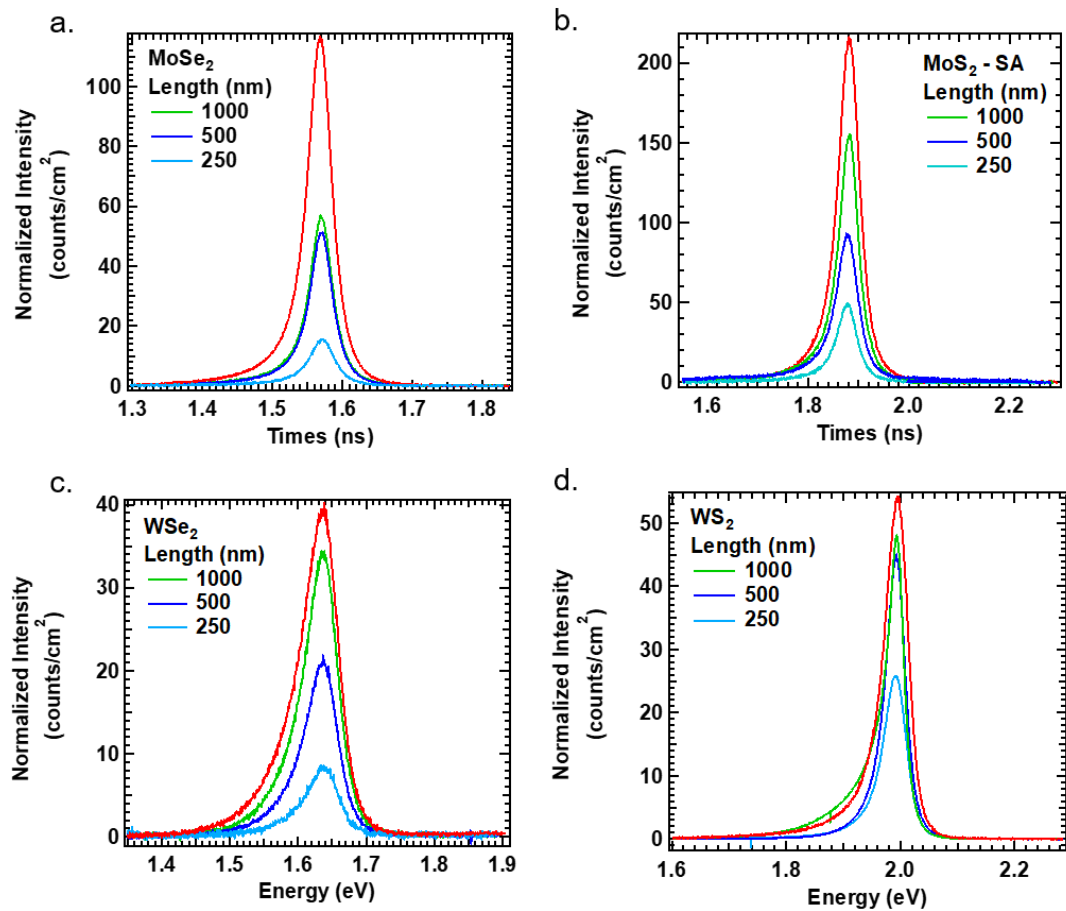 a.
MoSe2
Length (nm)
1000
500
250
Normalized Intensity
(counts/cm2)
100
80
60
40
20
0
1.3
1.4
1.5
1.6
1.7
1.8
Times (ns)
b.
MoS2 - SA
Length (nm)
1000
500
250
Normalized Intensity
(counts/cm2)
200
150
100
50
0
1.6
1.8
2.0
2.2
Times (ns)
c.
WSe2
Length (nm)
1000
500
250
Normalized Intensity
(counts/cm2)
40
30
20
10
0
1.4
1.5
1.6
1.7
1.8
1.9
Energy (eV)
d.
WS2
Length (nm)
1000
500
250
Normalized Intensity
(counts/cm2)
50
40
30
20
10
0
1.6
1.8
2.0
2.2
Energy (eV)